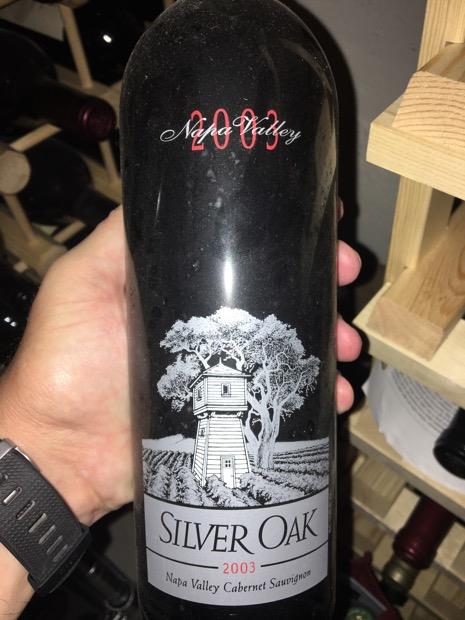 2003
Napa Valley
SILVER OAK
2003
Napa Valley Cabernet Sauvignon